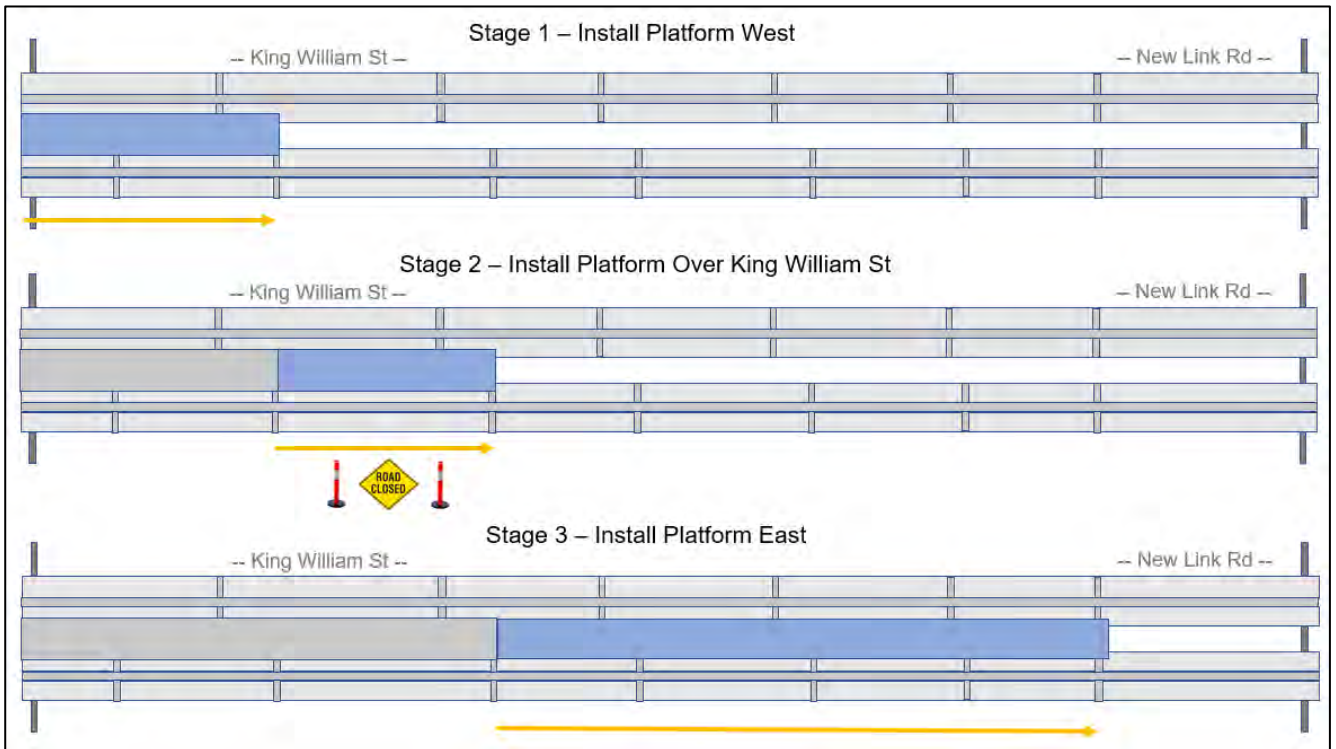 Stage 1 – Install Platform West
-- King William St --
-- New Link Rd --
Stage 2 – Install Platform Over King William St
-- King William St --
-- New Link Rd --
ROAD
CLOSED
Stage 3 – Install Platform East
-- King William St --
-- New Link Rd --